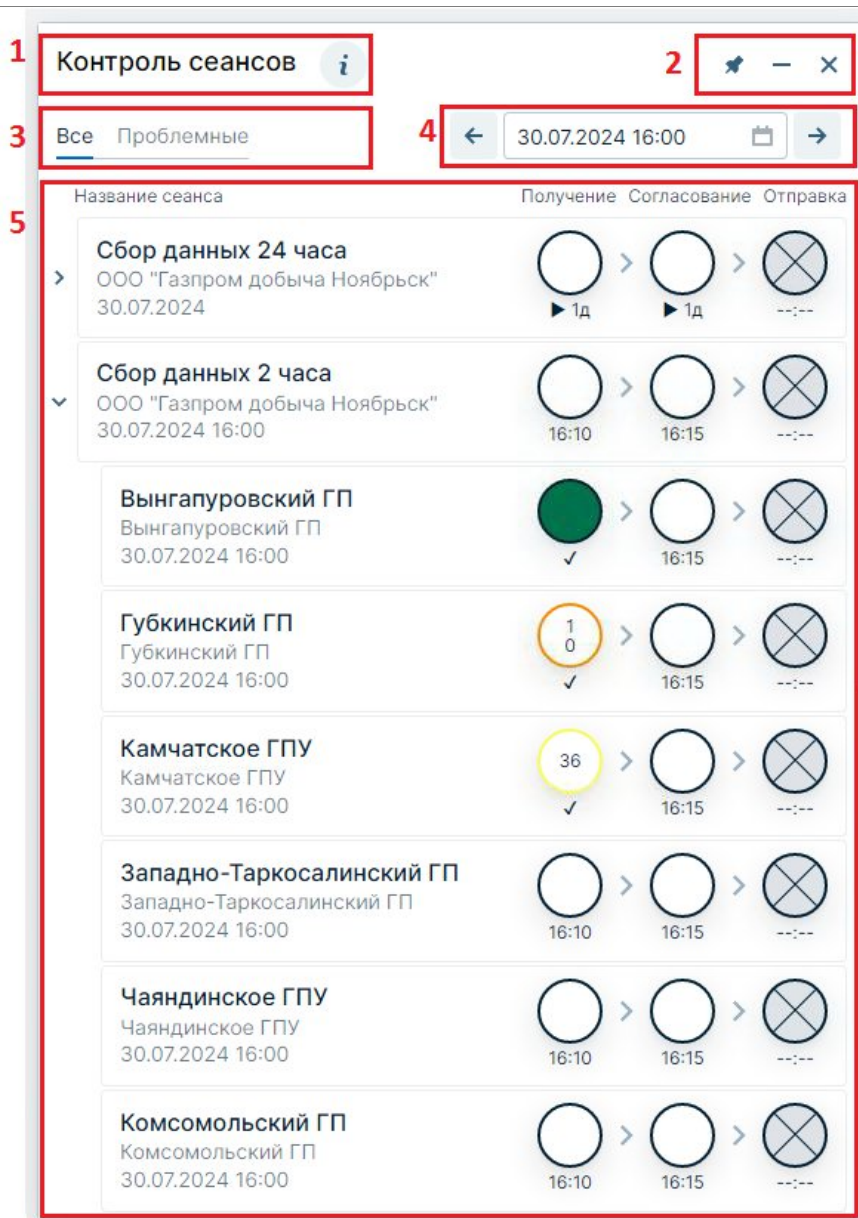 1 Контроль сеансов i 2
3 Все Проблемные 4 30.07.2024 16:00
5 Название сеанса Получение Согласование Отправка
Сбор данных 24 часа
ООО "Газпром добыча Ноябрьск"
30.07.2024
▶ 1д ▶ 1д --:--
Сбор данных 2 часа
ООО "Газпром добыча Ноябрьск"
30.07.2024 16:00
16:10 16:15 --:--
Вынгапуровский ГП
Вынгапуровский ГП
30.07.2024 16:00
✓ 16:15 --:--
Губкинский ГП
Губкинский ГП
30.07.2024 16:00
1
0
✓ 16:15 --:--
Камчатское ГПУ
Камчатское ГПУ
30.07.2024 16:00
36
✓ 16:15 --:--
Западно-Таркосалинский ГП
Западно-Таркосалинский ГП
30.07.2024 16:00
16:10 16:15 --:--
Чаяндинское ГПУ
Чаяндинское ГПУ
30.07.2024 16:00
16:10 16:15 --:--
Комсомольский ГП
Комсомольский ГП
30.07.2024 16:00
16:10 16:15 --:--